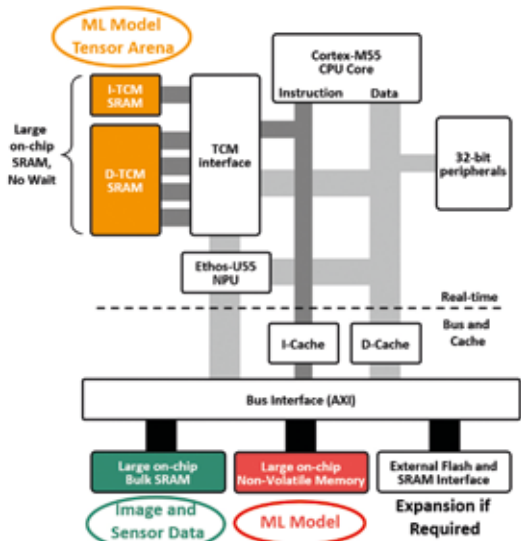 ML Model
Tensor Arena
Cortex-M55
CPU Core
Instruction Data
I-TCM
SRAM
Large
on-chip
SRAM,
No Wait
D-TCM
SRAM
TCM
interface
32-bit
peripherals
Ethos-U55
NPU
Real-time
Bus and
Cache
I-Cache
D-Cache
Bus Interface (AXI)
Large on-chip
Bulk SRAM
Large on-chip
Non-Volatile Memory
External Flash and
SRAM Interface
Image and
Sensor Data
ML Model
Expansion if
Required